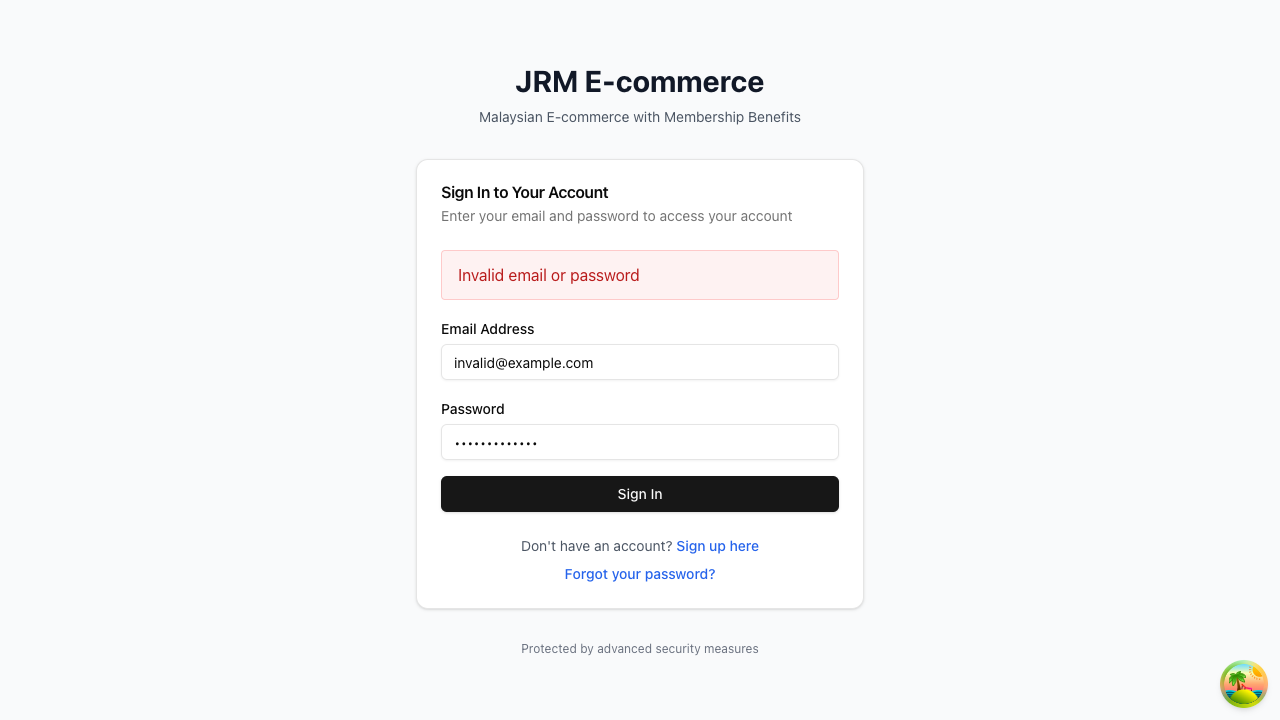 JRM E-commerce
Malaysian E-commerce with Membership Benefits
Sign In to Your Account
Enter your email and password to access your account
Invalid email or password
Email Address
invalid@example.com
Password
•••••••••••••
Sign In
Don't have an account? Sign up here
Forgot your password?
Protected by advanced security measures